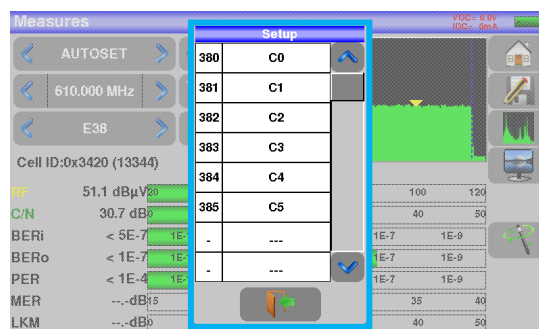 Measures
VDC= 0.0V
IDC= 0mA
Setup
AUTOSET
610.000 MHz
E38
Cell ID:0x3420 (13344)
380 C0
381 C1
382 C2
383 C3
384 C4
385 C5
- ---
- ---
RF 51.1 dBµV 20 100 120
C/N 30.7 dB 0 40 50
BERi < 5E-7 1E- 1E-7 1E-9
BERo < 1E-7 1E- 1E-7 1E-9
PER < 1E-4 1E- 1E-7 1E-9
MER --,-dB 15 35 40
LKM --,-dB 0 40 50